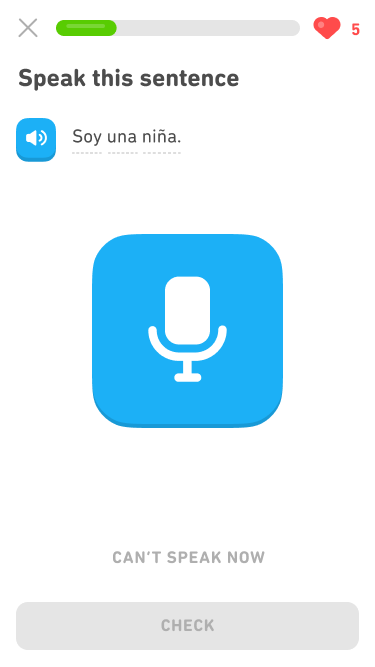 5
Speak this sentence
Soy una niña.
CAN'T SPEAK NOW
CHECK